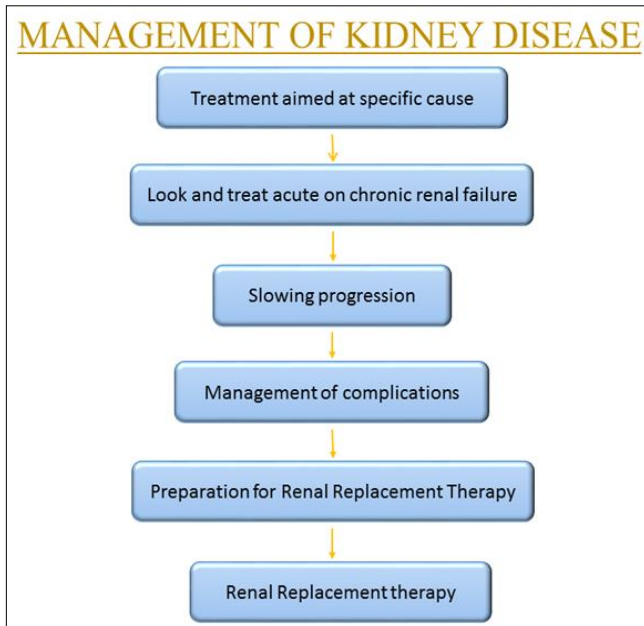 MANAGEMENT OF KIDNEY DISEASE
Treatment aimed at specific cause
Look and treat acute on chronic renal failure
Slowing progression
Management of complications
Preparation for Renal Replacement Therapy
Renal Replacement therapy